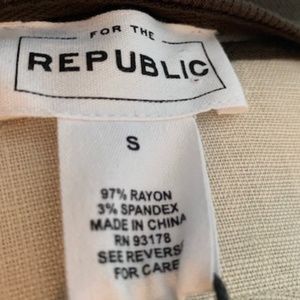 FOR THE
REPUBLIC
S
97% RAYON
3% SPANDEX
MADE IN CHINA
RN 93178
SEE REVERSE
FOR CARE